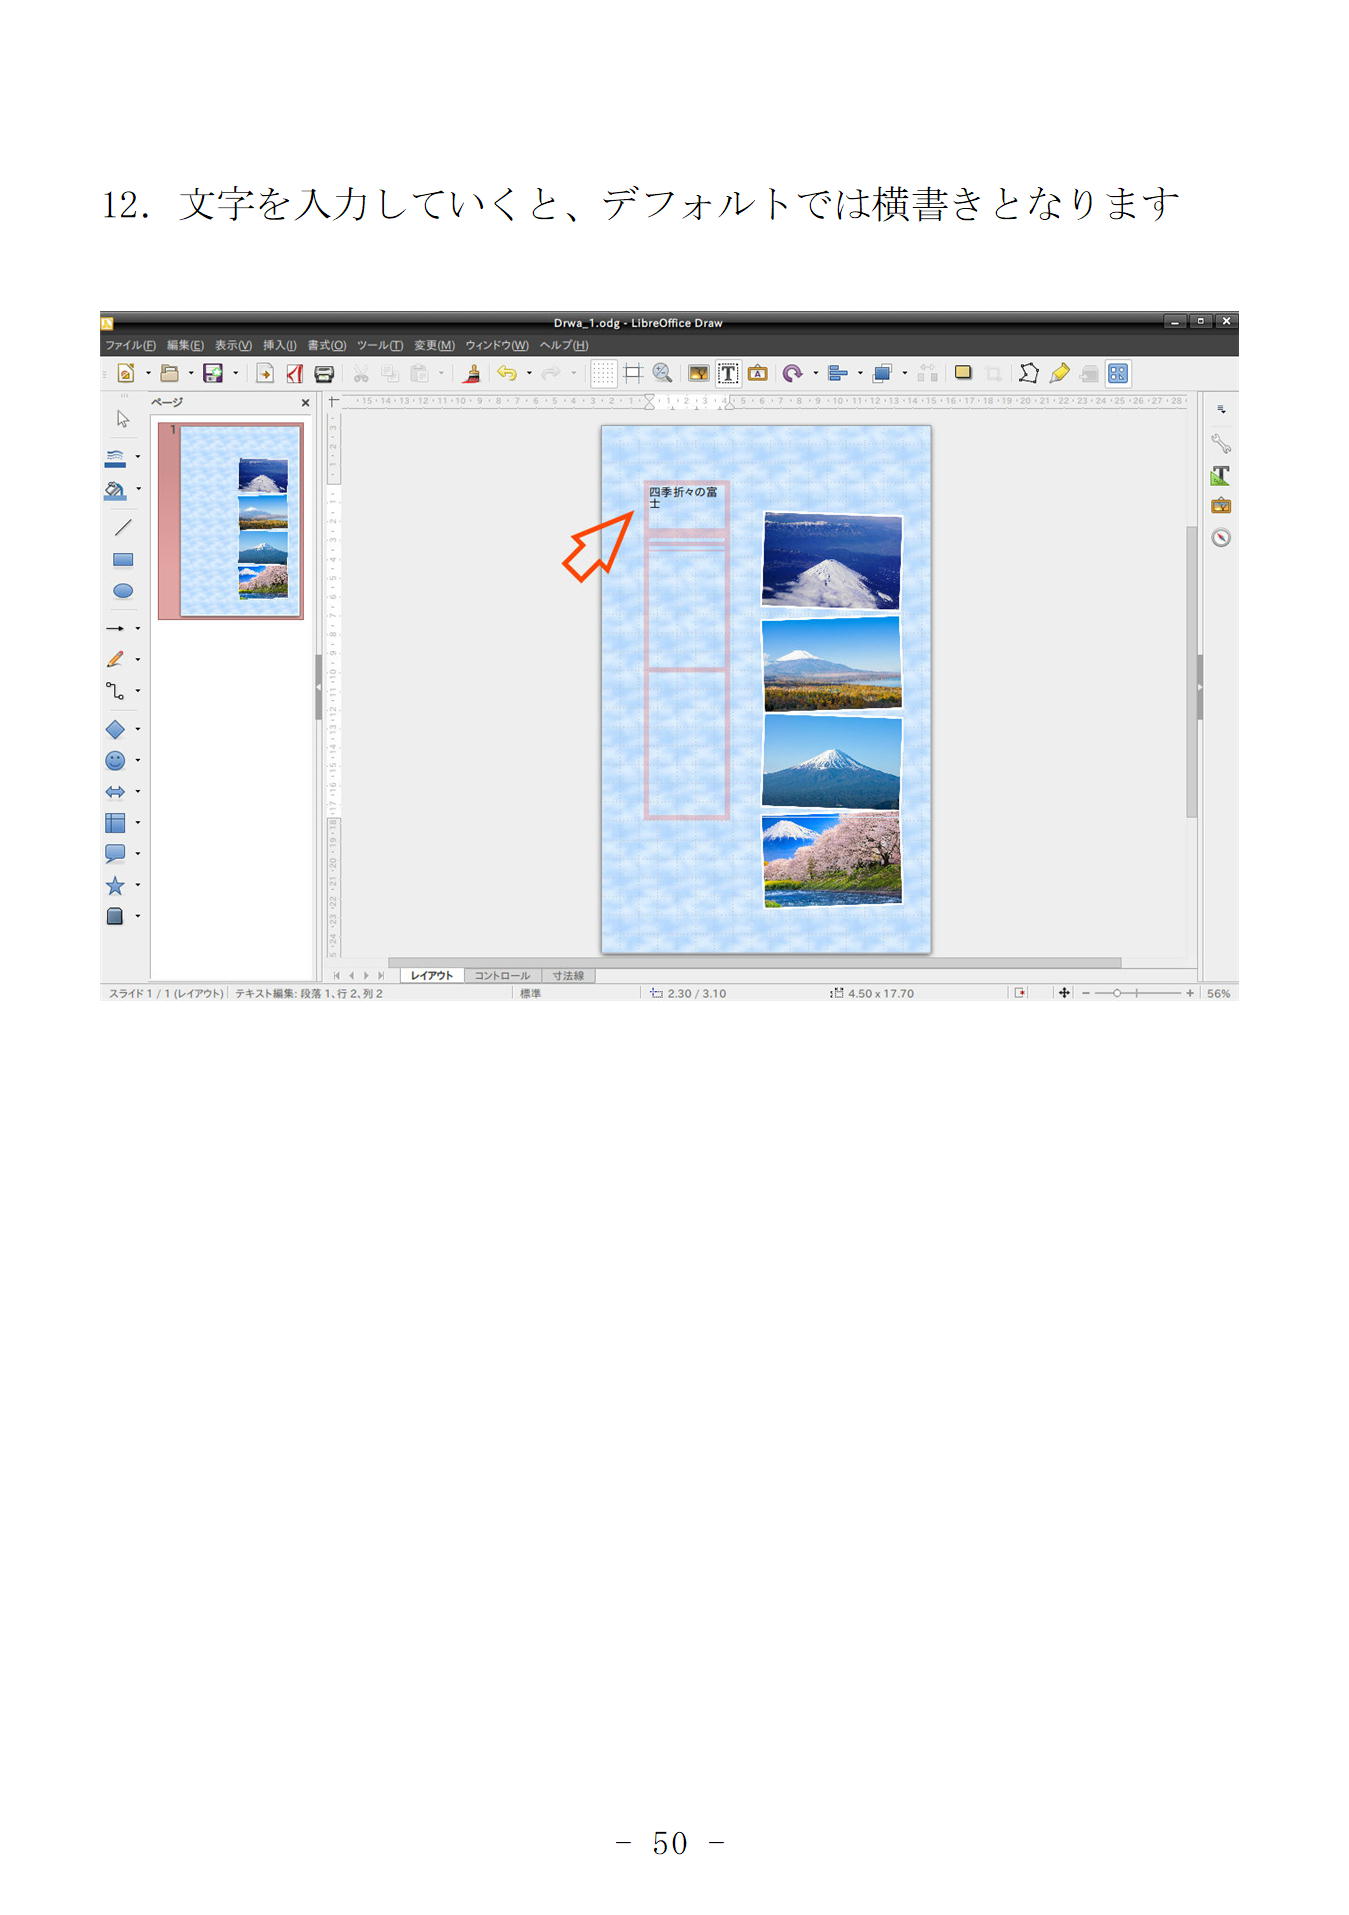 12. 文字を入力していくと、デフォルトでは横書きとなります
Drwa_1.odg - LibreOffice Draw
ファイル(F) 編集(E) 表示(V) 挿入(I) 書式(O) ツール(T) 変更(M) ウィンドウ(W) ヘルプ(H)
ページ
1
四季折々の富
士
レイアウト コントロール 寸法線
スライド 1 / 1 (レイアウト) テキスト編集: 段落 1、行 2、列 2 標準 2.30 / 3.10 4.50 x 17.70 56%
- 50 -